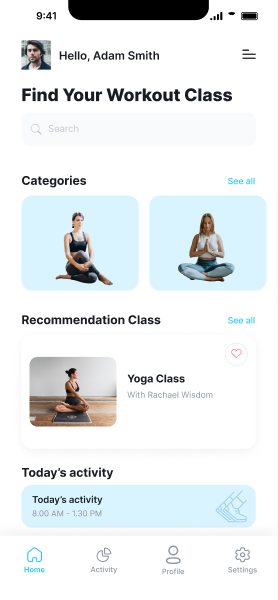 9:41
Hello, Adam Smith
Find Your Workout Class
Search
Categories
See all
Recommendation Class
See all
Yoga Class
With Rachael Wisdom
Today's activity
Today's activity
8.00 AM - 1.30 PM
Home
Activity
Profile
Settings